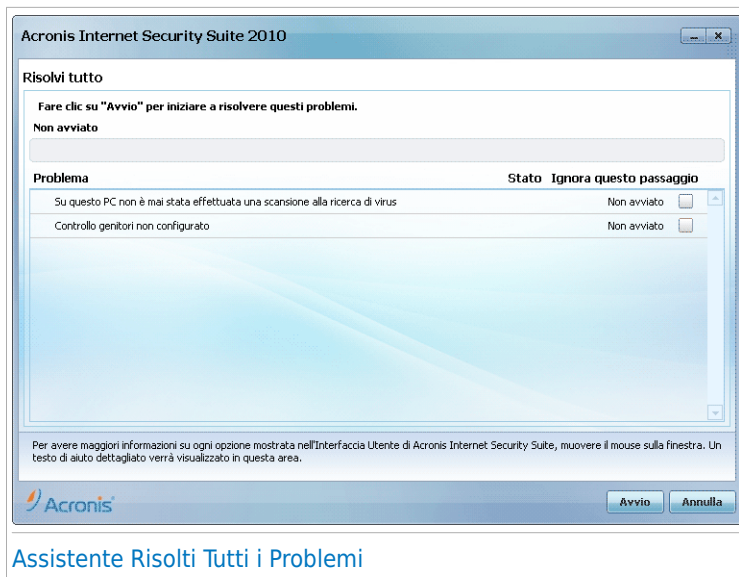 Acronis Internet Security Suite 2010
Risolvi tutto
Fare clic su "Avvio" per iniziare a risolvere questi problemi.
Non avviato
Problema Stato Ignora questo passaggio
Su questo PC non è mai stata effettuata una scansione alla ricerca di virus Non avviato
Controllo genitori non configurato Non avviato
Per avere maggiori informazioni su ogni opzione mostrata nell'Interfaccia Utente di Acronis Internet Security Suite, muovere il mouse sulla finestra. Un
testo di aiuto dettagliato verrà visualizzato in questa area.
Acronis Avvio Annulla
Assistente Risolti Tutti i Problemi